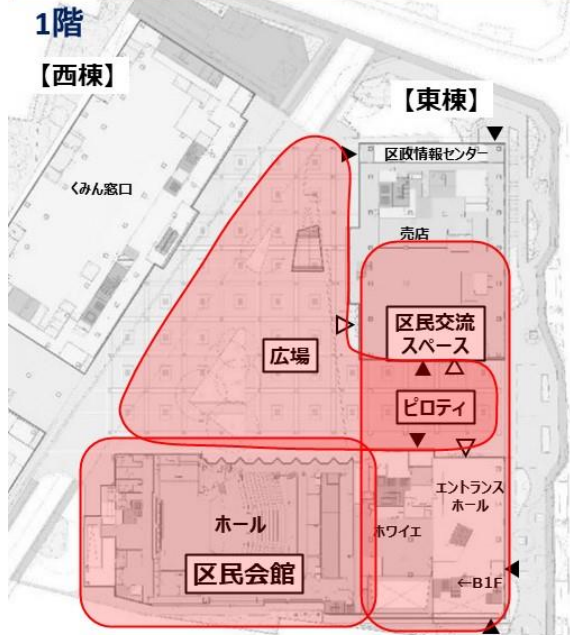 1階
【西棟】
【東棟】
区政情報センター
くみん窓口
売店
区民交流
スペース
広場
ピロティ
エントランス
ホール
ホール
ホワイエ
区民会館
←B1F